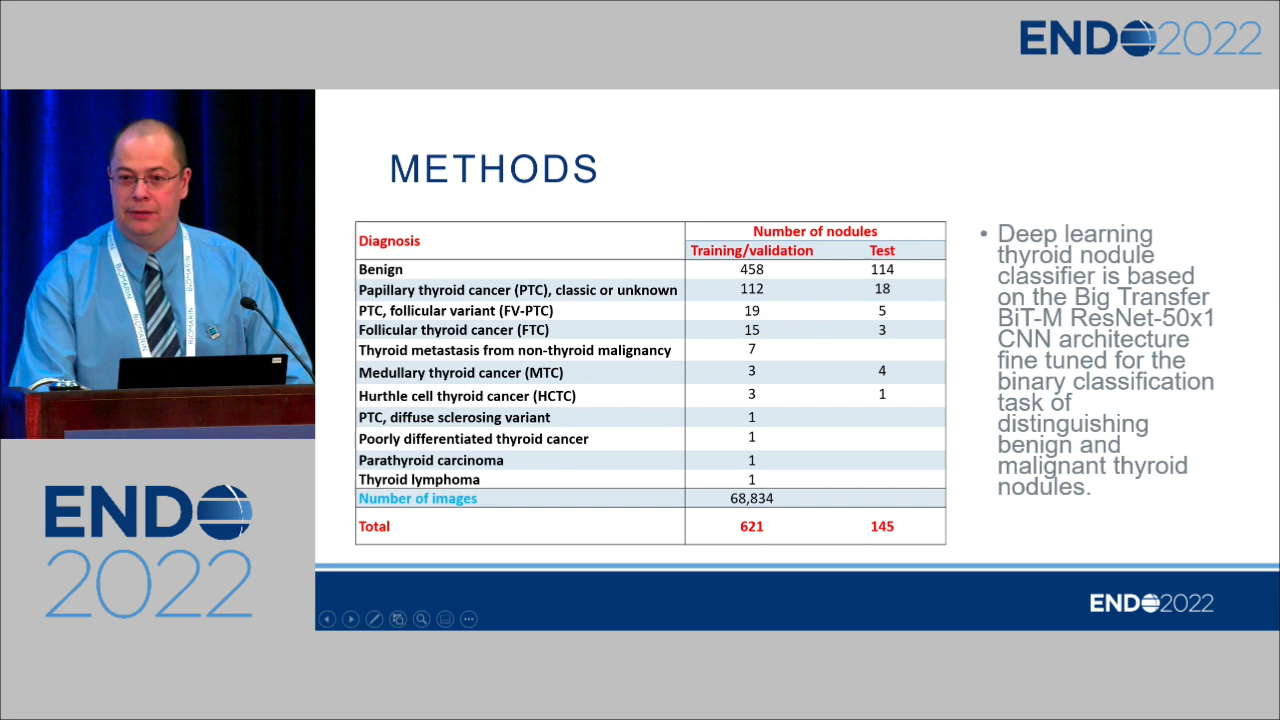 END 2022
METHODS
Diagnosis
Number of nodules
Training/validation Test
Benign 458 114
Papillary thyroid cancer (PTC), classic or unknown 112 18
PTC, follicular variant (FV-PTC) 19 5
Follicular thyroid cancer (FTC) 15 3
Thyroid metastasis from non-thyroid malignancy 7
Medullary thyroid cancer (MTC) 3 4
Hurthle cell thyroid cancer (HCTC) 3 1
PTC, diffuse sclerosing variant 1
Poorly differentiated thyroid cancer 1
Parathyroid carcinoma 1
Thyroid lymphoma 1
Number of images 68,834
Total 621 145
• Deep learning
thyroid nodule
classifier is based
on the Big Transfer
BiT-M ResNet-50x1
CNN architecture
fine tuned for the
binary classification
task of
distinguishing
benign and
malignant thyroid
nodules.
BIOMARIN
BIOMARIN
ENDO
2022
ENDO2022